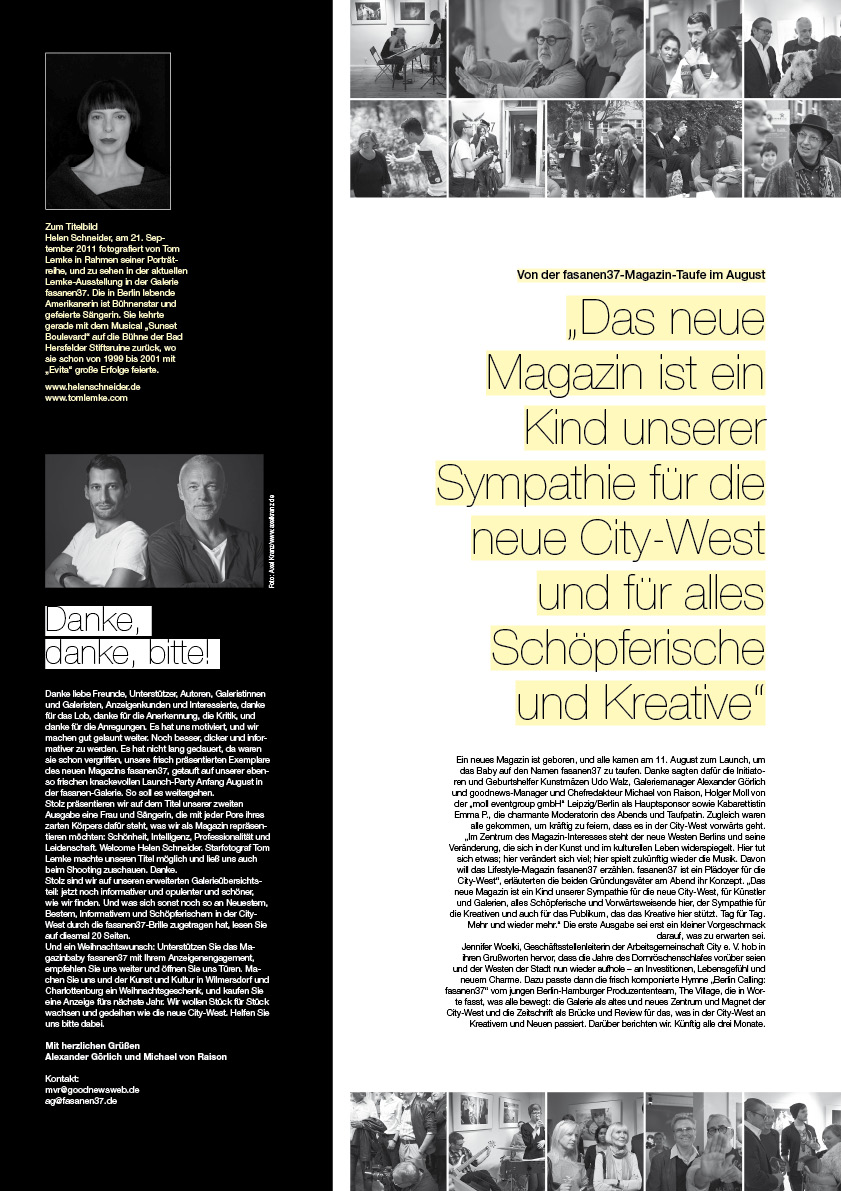 Zum Titelbild
Helen Schneider, am 21. Sep-
tember 2011 fotografiert von Tom
Lemke in Rahmen seiner Porträt-
reihe, und zu sehen in der aktuellen
Lemke-Ausstellung in der Galerie
fasanen37. Die in Berlin lebende
Amerikanerin ist Bühnenstar und
gefeierte Sängerin. Sie kehrte
gerade mit dem Musical „Sunset
Boulevard“ auf die Bühne der Bad
Hersfelder Stiftsruine zurück, wo
sie schon von 1999 bis 2001 mit
„Evita“ große Erfolge feierte.
www.helenschneider.de
www.tomlemke.com
Danke,
danke, bitte!
Danke liebe Freunde, Unterstützer, Autoren, Galeristinnen
und Galeristen, Anzeigenkunden und Interessierte, danke
für das Lob, danke für die Anerkennung, die Kritik, und
danke für die Anregungen. Es hat uns motiviert, und wir
machen gut gelaunt weiter. Noch besser, dicker und infor-
mativer zu werden. Es hat nicht lang gedauert, da waren
sie schon vergriffen, unsere frisch präsentierten Exemplare
des neuen Magazins fasanen37, getauft auf unserer eben-
so frischen knackevollen Launch-Party Anfang August in
der fasanen-Galerie. So soll es weitergehen.
Stolz präsentieren wir auf dem Titel unserer zweiten
Ausgabe eine Frau und Sängerin, die mit jeder Pore ihres
zarten Körpers dafür steht, was wir als Magazin repräsen-
tieren möchten: Schönheit, Intelligenz, Professionalität und
Leidenschaft. Welcome Helen Schneider. Starfotograf Tom
Lemke machte unseren Titel möglich und ließ uns auch
beim Shooting zuschauen. Danke.
Stolz sind wir auf unseren erweiterten Galerieübersichts-
teil: jetzt noch informativer und opulenter und schöner,
wie wir finden. Und was sich sonst noch so an Neuestem,
Bestem, Informativem und Schöpferischem in der City-
West durch die fasanen37-Brille zugetragen hat, lesen Sie
auf diesmal 20 Seiten.
Und ein Weihnachtswunsch: Unterstützen Sie das Ma-
gazinbaby fasanen37 mit Ihrem Anzeigenengagement,
empfehlen Sie uns weiter und öffnen Sie uns Türen. Ma-
chen Sie uns und der Kunst und Kultur in Wilmersdorf und
Charlottenburg ein Weihnachtsgeschenk, und kaufen Sie
eine Anzeige fürs nächste Jahr. Wir wollen Stück für Stück
wachsen und gedeihen wie die neue City-West. Helfen Sie
uns bitte dabei.
Mit herzlichen Grüßen
Alexander Görlich und Michael von Raison
Kontakt:
mvr@goodnewsweb.de
ag@fasanen37.de
Von der fasanen37-Magazin-Taufe im August
„Das neue
Magazin ist ein
Kind unserer
Sympathie für die
neue City-West
und für alles
Schöpferische
und Kreative“
Ein neues Magazin ist geboren, und alle kamen am 11. August zum Launch, um
das Baby auf den Namen fasanen37 zu taufen. Danke sagten dafür die Initiato-
ren und Geburtshelfer Kunstmäzen Udo Walz, Galeriemanager Alexander Görlich
und goodnews-Manager und Chefredakteur Michael von Raison, Holger Moll von
der „moll eventgroup gmbH“ Leipzig/Berlin als Hauptsponsor sowie Kabarettistin
Emma P., die charmante Moderatorin des Abends und Taufpatin. Zugleich waren
alle gekommen, um kräftig zu feiern, dass es in der City-West vorwärts geht.
„Im Zentrum des Magazin-Interesses steht der neue Westen Berlins und seine
Veränderung, die sich in der Kunst und im kulturellen Leben widerspiegelt. Hier tut
sich etwas; hier verändert sich viel; hier spielt zukünftig wieder die Musik. Davon
will das Lifestyle-Magazin fasanen37 erzählen. fasanen37 ist ein Plädoyer für die
City-West“, erläuterten die beiden Gründungsväter am Abend ihr Konzept. „Das
neue Magazin ist ein Kind unserer Sympathie für die neue City-West, für Künstler
und Galerien, alles Schöpferische und Vorwärtsweisende hier, der Sympathie für
die Kreativen und auch für das Publikum, das das Kreative hier stützt. Tag für Tag.
Mehr und wieder mehr.“ Die erste Ausgabe sei erst ein kleiner Vorgeschmack
darauf, was zu erwarten sei.
Jennifer Woelki, Geschäftsstellenleiterin der Arbeitsgemeinschaft City e. V. hob in
ihren Grußworten hervor, dass die Jahre des Dornröschenschlafes vorüber seien
und der Westen der Stadt nun wieder aufhole – an Investitionen, Lebensgefühl und
neuem Charme. Dazu passte dann die frisch komponierte Hymne „Berlin Calling:
fasanen37“ vom jungen Berlin-Hamburger Produzententeam, The Village, die in Wor-
te fasst, was alle bewegt: die Galerie als altes und neues Zentrum und Magnet der
City-West und die Zeitschrift als Brücke und Review für das, was in der City-West an
Kreativem und Neuen passiert. Darüber berichten wir. Künftig alle drei Monate.